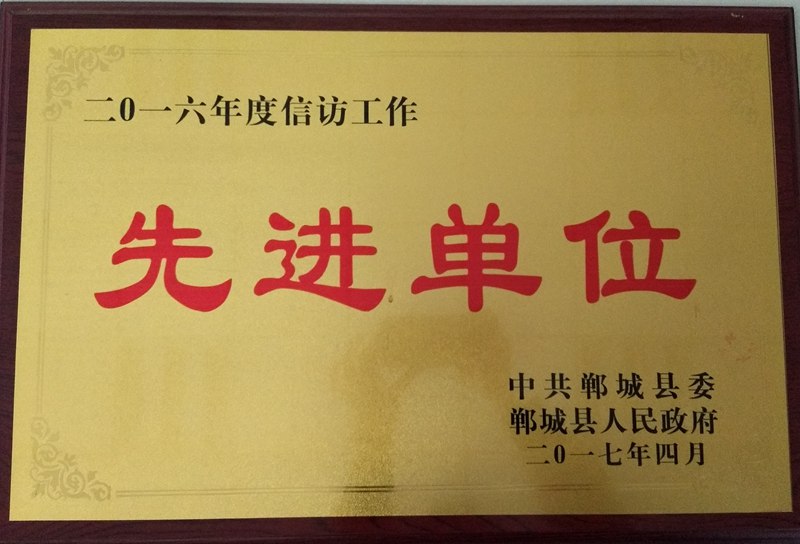 二0一六年度信访工作
先进单位
中共郸城县委
郸城县人民政府
二0一七年四月